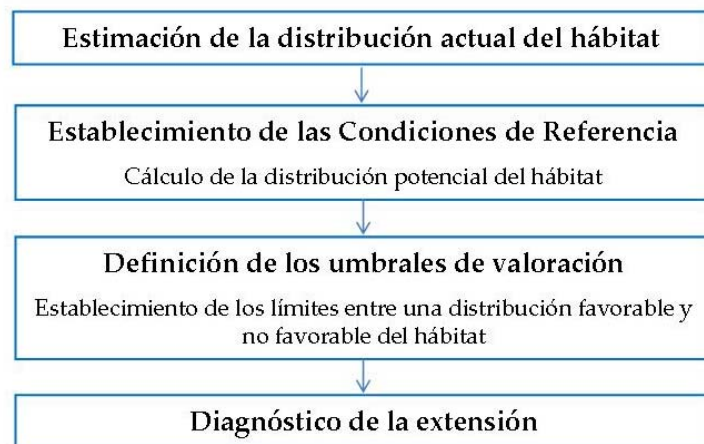 Estimación de la distribución actual del hábitat
Establecimiento de las Condiciones de Referencia
Cálculo de la distribución potencial del hábitat
Definición de los umbrales de valoración
Establecimiento de los límites entre una distribución favorable y
no favorable del hábitat
Diagnóstico de la extensión